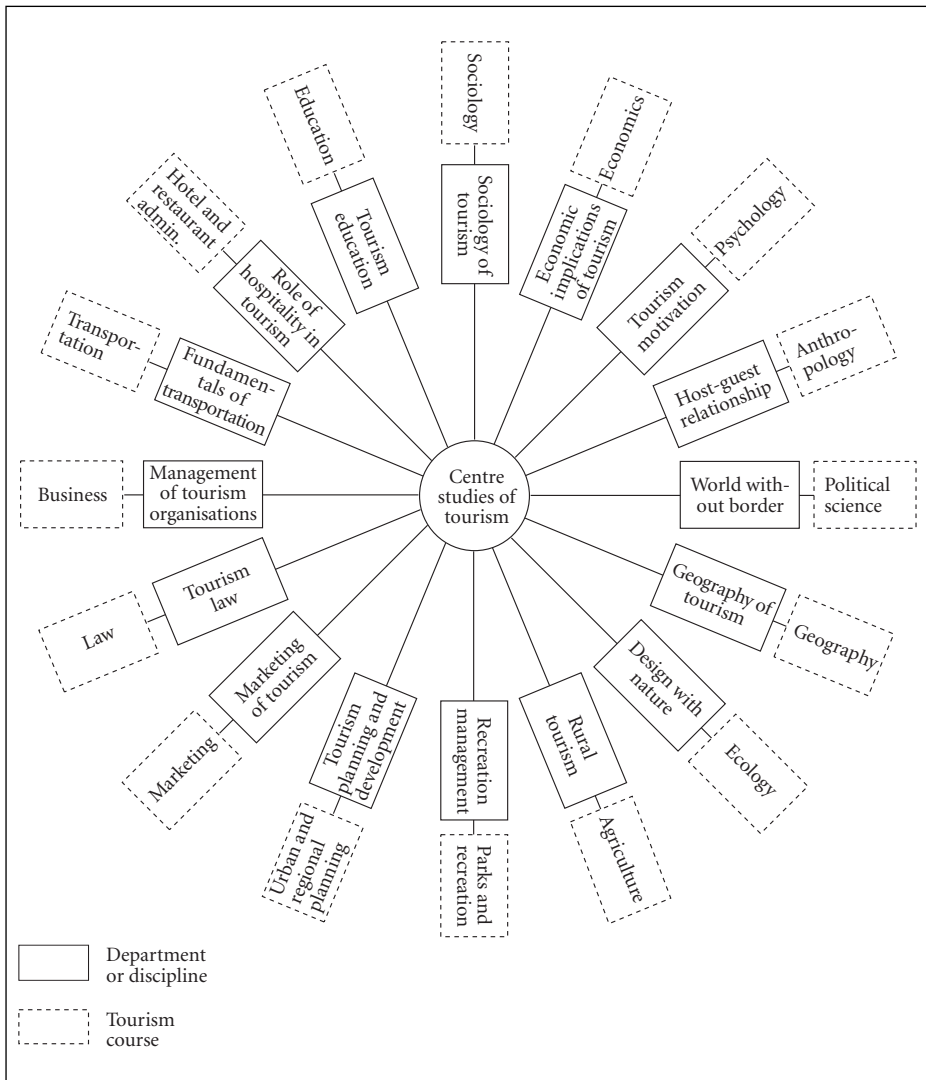 Sociology
Sociology of
tourism
Economics
Economic
implications
of tourism
Psychology
Tourism
motivation
Anthro-
pology
Host-guest
relationship
Political
science
World with-
out border
Geography
Geography of
tourism
Ecology
Design with
nature
Agriculture
Rural
tourism
Parks and
recreation
Recreation
management
Urban and
regional
planning
Tourism
planning and
development
Marketing
Marketing
of tourism
Law
Tourism
law
Business
Management
of tourism
organisations
Transpor-
tation
Fundamen-
tals of
transportation
Hotel and
restaurant
admin.
Role of
hospitality in
tourism
Education
Tourism
education
Centre
studies of
tourism
Department
or discipline
Tourism
course